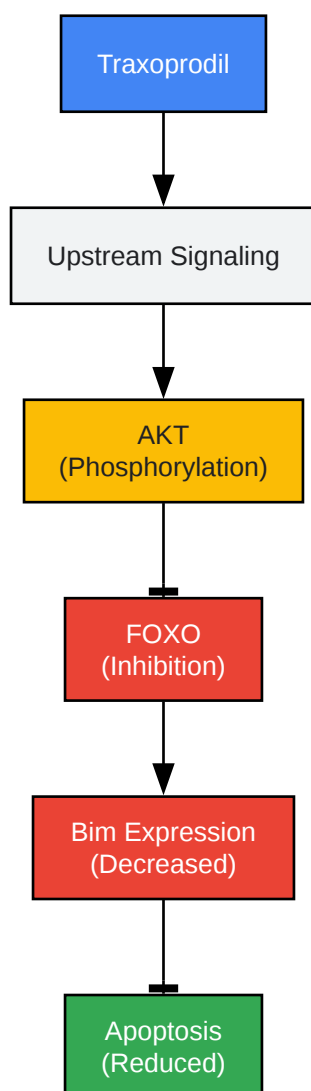 Traxoprodil
Upstream Signaling
AKT
(Phosphorylation)
FOXO
(Inhibition)
Bim Expression
(Decreased)
Apoptosis
(Reduced)